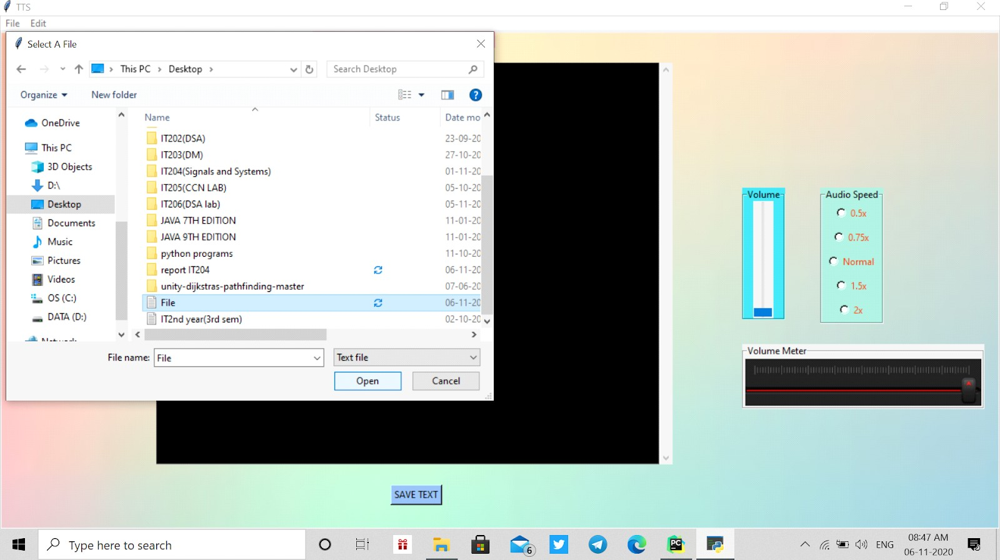 TTS
File Edit
Select A File
This PC Desktop
Search Desktop
Organize New folder
Name Status Date mo
OneDrive
This PC
3D Objects
D:\
Desktop
Documents
Music
Pictures
Videos
OS (C:)
DATA (D:)
Network
IT202(DSA) 23-09-20
IT203(DM) 27-10-20
IT204(Signals and Systems) 01-11-20
IT205(CCN LAB) 05-10-20
IT206(DSA lab) 05-11-20
JAVA 7TH EDITION 11-01-20
JAVA 9TH EDITION 11-01-20
python programs 11-10-20
report IT204 06-11-20
unity-dijkstras-pathfinding-master 07-06-20
File 06-11-20
IT2nd year(3rd sem) 02-10-20
File name: File Text file
Open Cancel
Volume
Audio Speed
0.5x
0.75x
Normal
1.5x
2x
Volume Meter
SAVE TEXT
Type here to search
PC
6
ENG
08:47 AM
06-11-2020
3